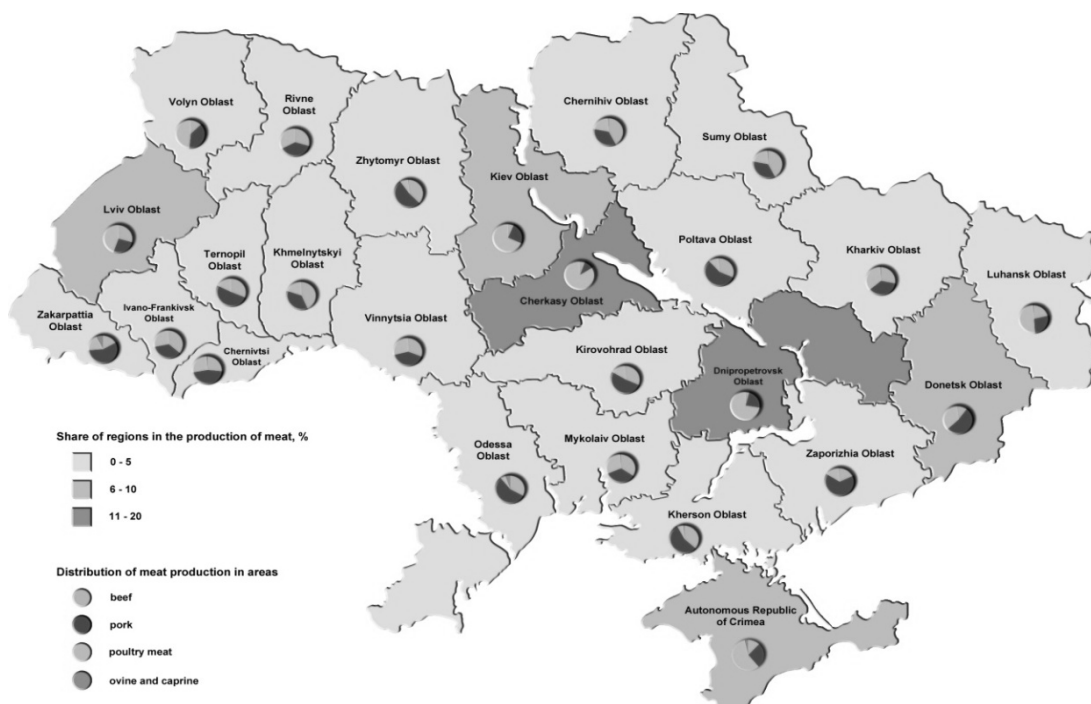 Volyn Oblast
Rivne
Oblast
Chernihiv Oblast
Sumy Oblast
Zhytomyr Oblast
Kiev Oblast
Lviv Oblast
Ternopil
Oblast
Khmelnytskyi
Oblast
Poltava Oblast
Kharkiv Oblast
Luhansk Oblast
Zakarpattia
Oblast
Ivano-Frankivsk
Oblast
Chernivtsi
Oblast
Vinnytsia Oblast
Cherkasy Oblast
Kirovohrad Oblast
Dnipropetrovsk
Oblast
Donetsk Oblast
Odessa
Oblast
Mykolaiv Oblast
Zaporizhia Oblast
Kherson Oblast
Autonomous Republic
of Crimea
Share of regions in the production of meat, %
0 - 5
6 - 10
11 - 20
Distribution of meat production in areas
beef
pork
poultry meat
ovine and caprine